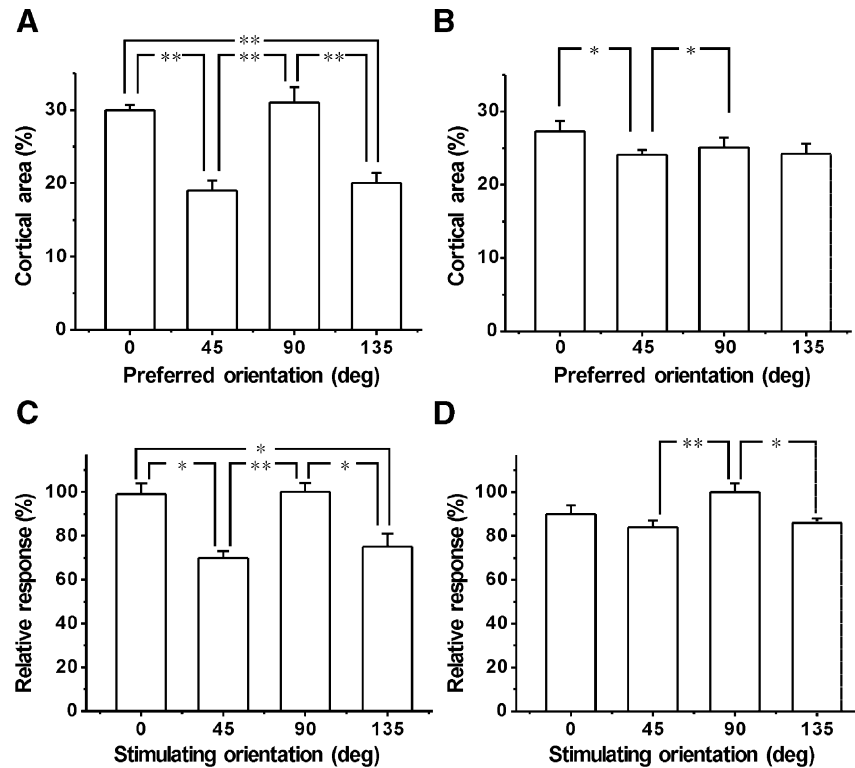 A
**
** ** **
Cortical area (%)
30
20
10
0
0 45 90 135
Preferred orientation (deg)
B
* *
Cortical area (%)
30
20
10
0
0 45 90 135
Preferred orientation (deg)
C
*
* ** *
Relative response (%)
100
80
60
40
20
0
0 45 90 135
Stimulating orientation (deg)
D
** *
Relative response (%)
100
80
60
40
20
0
0 45 90 135
Stimulating orientation (deg)